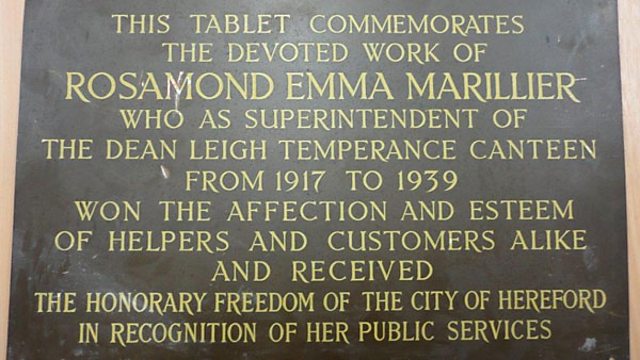 THIS TABLET COMMEMORATES
THE DEVOTED WORK OF
ROSAMOND EMMA MARILLIER
WHO AS SUPERINTENDENT OF
THE DEAN LEIGH TEMPERANCE CANTEEN
FROM 1917 TO 1939
WON THE AFFECTION AND ESTEEM
OF HELPERS AND CUSTOMERS ALIKE
AND RECEIVED
THE HONORARY FREEDOM OF THE CITY OF HEREFORD
IN RECOGNITION OF HER PUBLIC SERVICES